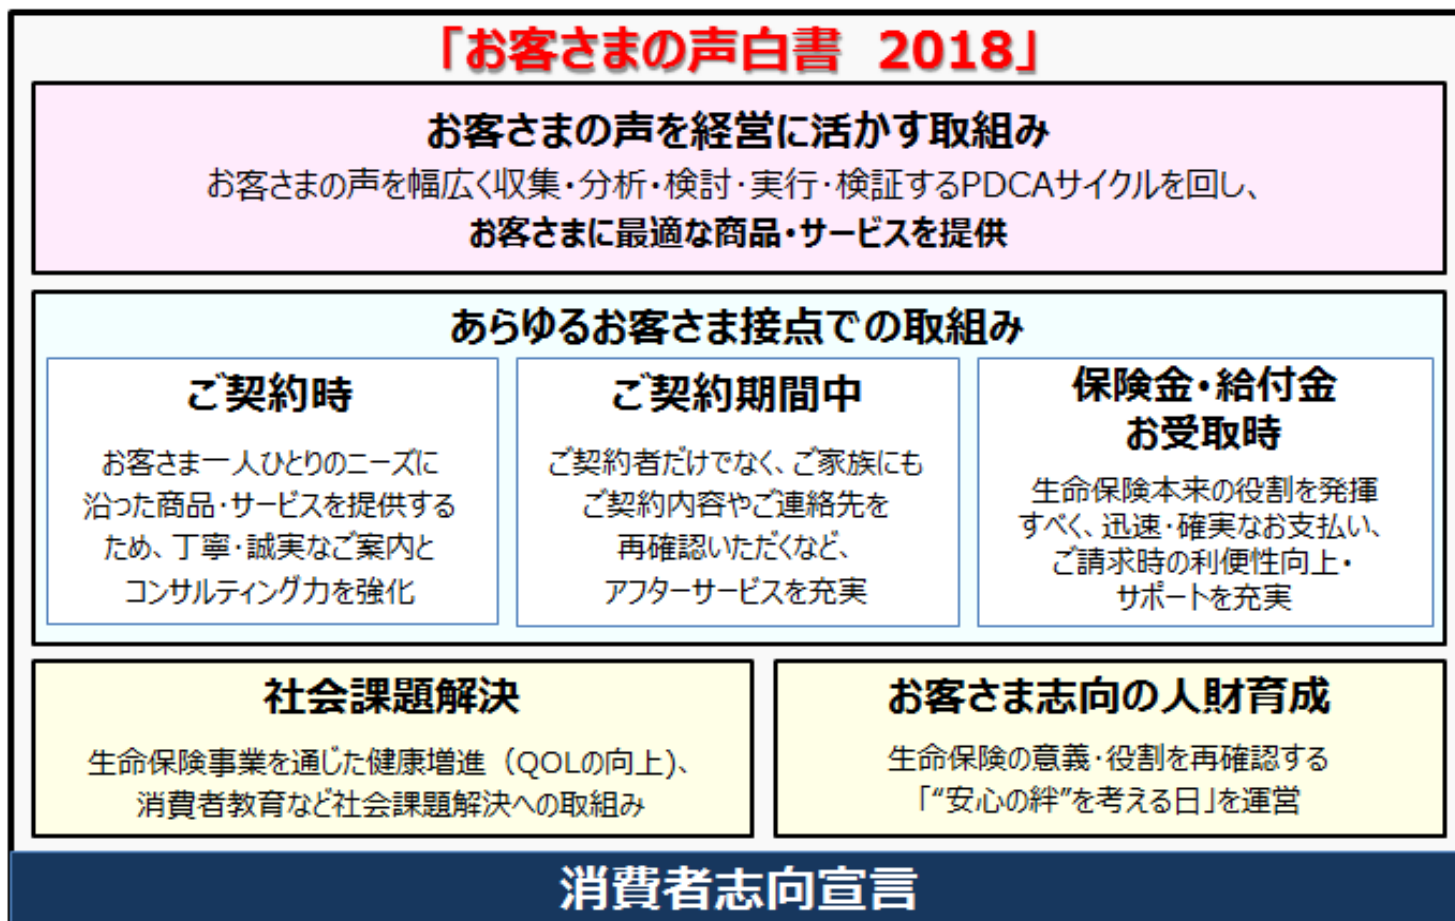 「お客さまの声白書 2018」
お客さまの声を経営に活かす取組み
お客さまの声を幅広く収集・分析・検討・実行・検証するPDCAサイクルを回し、
お客さまに最適な商品・サービスを提供
あらゆるお客さま接点での取組み
ご契約時
お客さま一人ひとりのニーズに
沿った商品・サービスを提供する
ため、丁寧・誠実なご案内と
コンサルティング力を強化
ご契約期間中
ご契約者だけでなく、ご家族にも
ご契約内容やご連絡先を
再確認いただくなど、
アフターサービスを充実
保険金・給付金
お受取時
生命保険本来の役割を発揮
すべく、迅速・確実なお支払い、
ご請求時の利便性向上・
サポートを充実
社会課題解決
生命保険事業を通じた健康増進（QOLの向上)、
消費者教育など社会課題解決への取組み
お客さま志向の人財育成
生命保険の意義・役割を再確認する
「“安心の絆”を考える日」を運営
消費者志向宣言